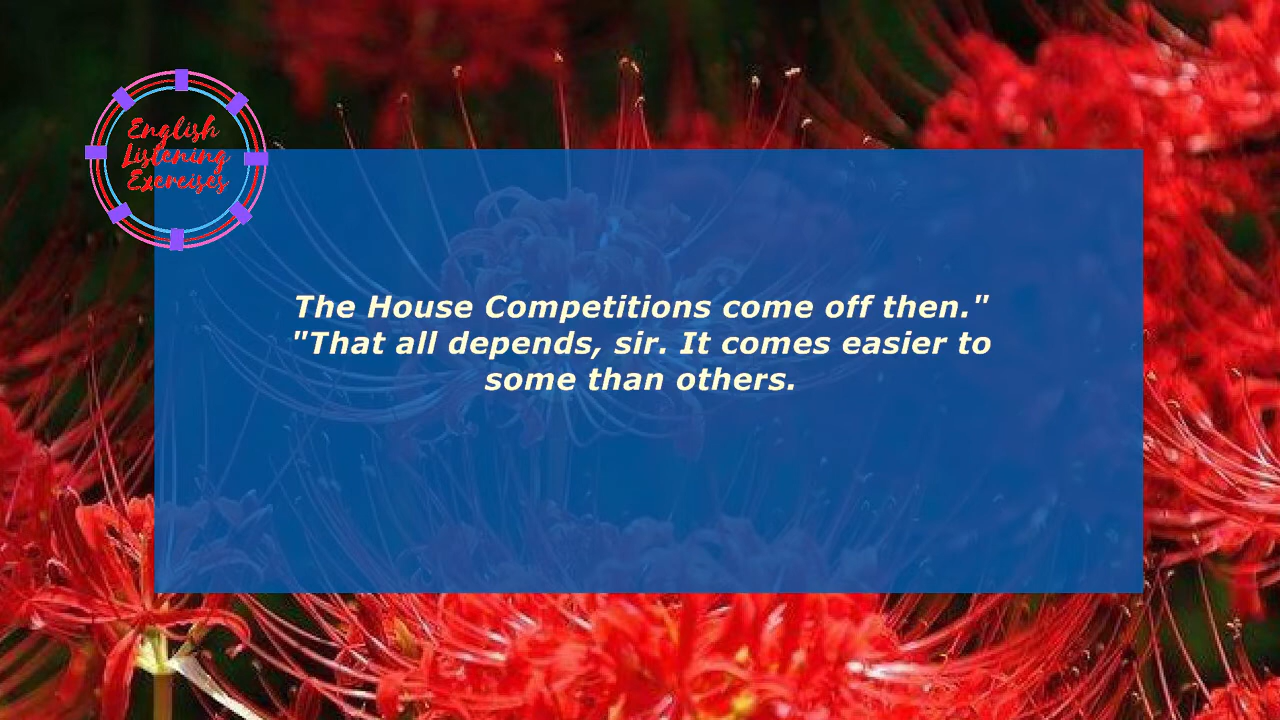 English
Listening
Exercises
The House Competitions come off then."
"That all depends, sir. It comes easier to
some than others.